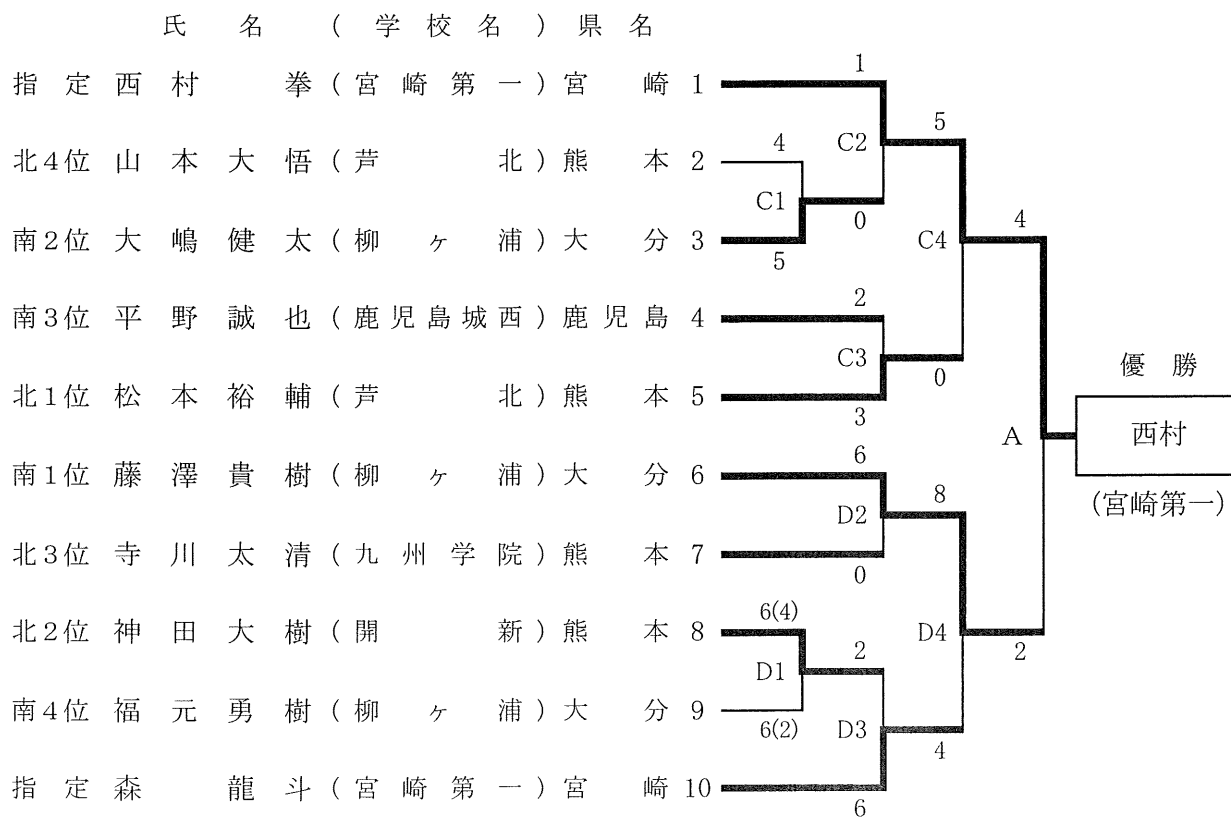 氏 名 (学校名) 県名
指定 西村 拳 (宮崎第一) 宮崎 1
北4位 山本大悟 (芦北) 熊本 2
南2位 大嶋健太 (柳ヶ浦) 大分 3
南3位 平野誠也 (鹿児島城西) 鹿児島 4
北1位 松本裕輔 (芦北) 熊本 5
南1位 藤澤貴樹 (柳ヶ浦) 大分 6
北3位 寺川太清 (九州学院) 熊本 7
北2位 神田大樹 (開新) 熊本 8
南4位 福元勇樹 (柳ヶ浦) 大分 9
指定 森 龍斗 (宮崎第一) 宮崎 10
1
C2
5
4
C1
0
5
C4
4
2
C3
0
3
A
優勝
西村
(宮崎第一)
6
D2
8
0
6(4)
D1
2
D4
2
6(2)
D3
4
6